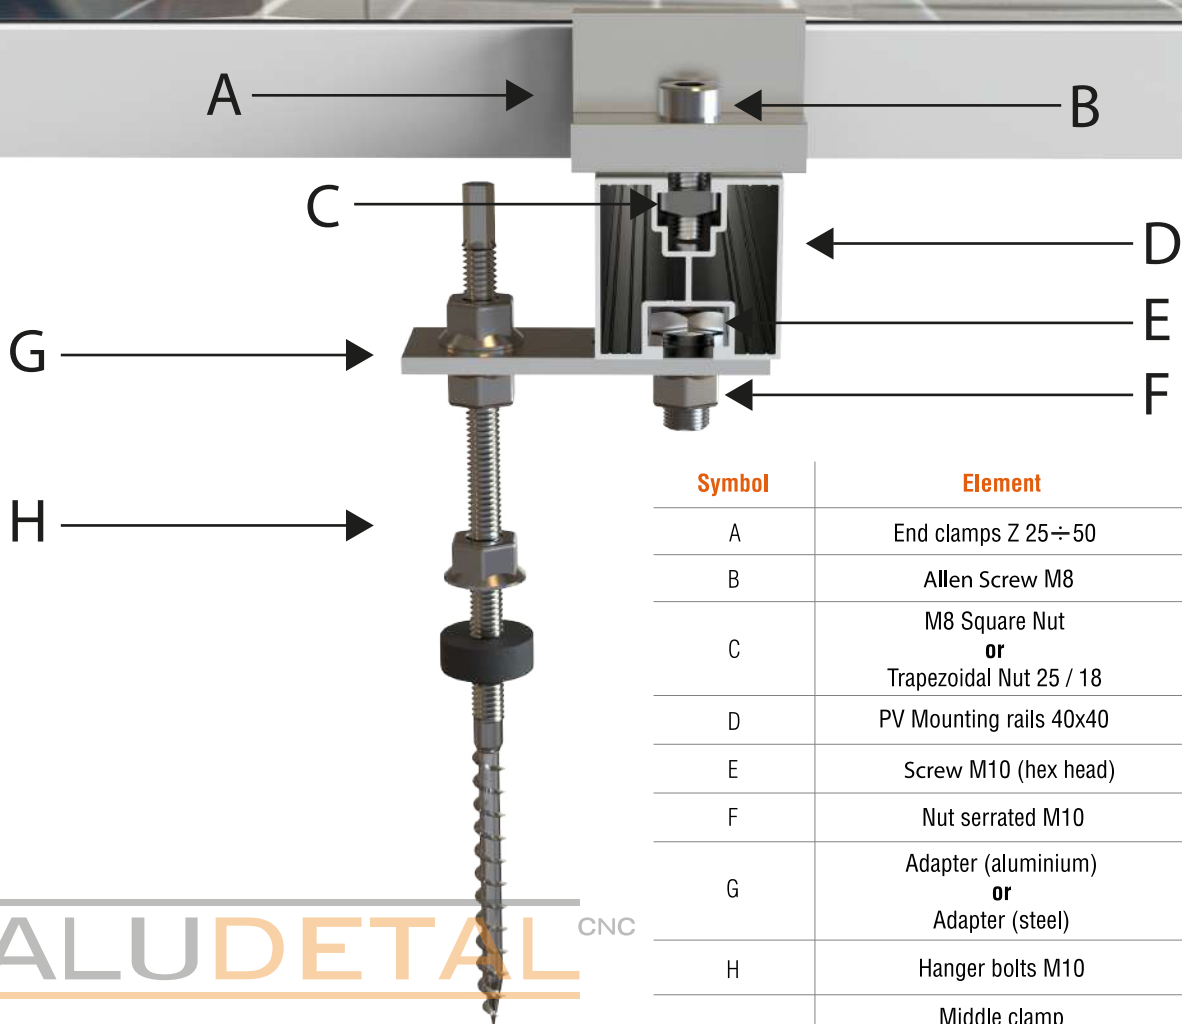 A
B
C
D
E
G
F
H
Symbol Element
A End clamps Z 25÷50
B Allen Screw M8
M8 Square Nut
C or
Trapezoidal Nut 25 / 18
D PV Mounting rails 40x40
E Screw M10 (hex head)
F Nut serrated M10
Adapter (aluminium)
G or
Adapter (steel)
H Hanger bolts M10
Middle clamp
ALUDETAL CNC